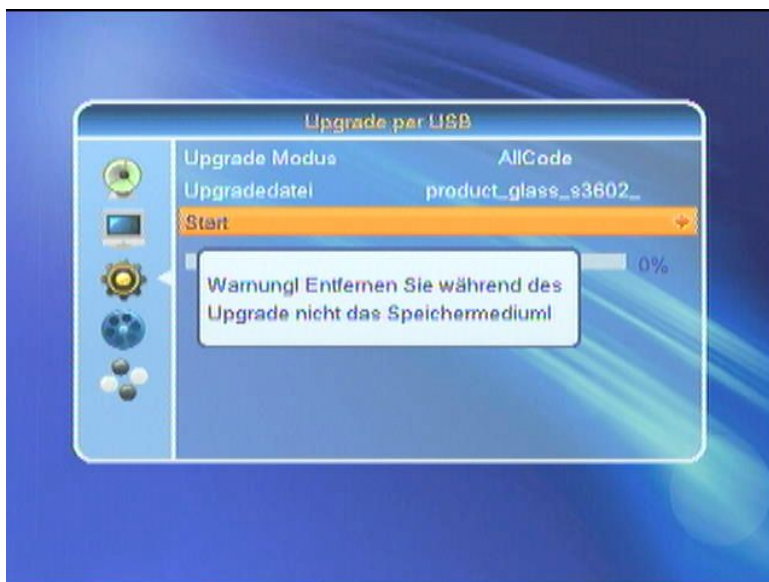 Upgrade per USB
Upgrade Modus AllCode
Upgradedatei product_glass_s3602_
Start
0%
Warnung! Entfernen Sie während des
Upgrade nicht das Speichermedium!